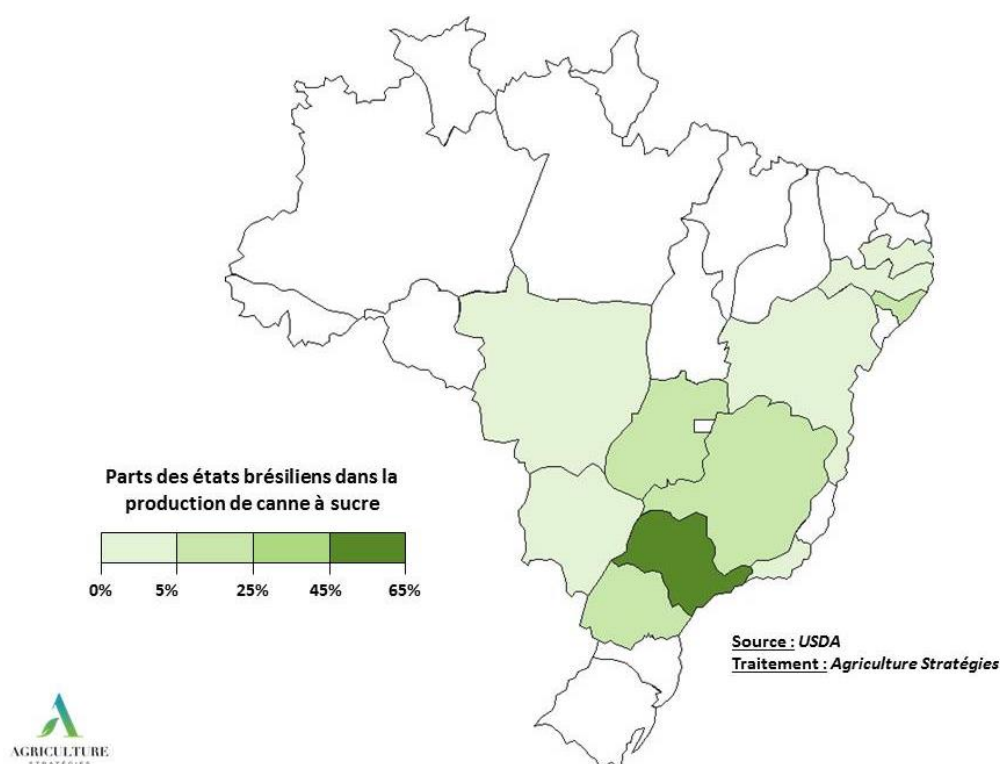 Parts des états brésiliens dans la
production de canne à sucre
0% 5% 25% 45% 65%
Source : USDA
Traitement : Agriculture Stratégies
AGRICULTURE
STRATÉGIES